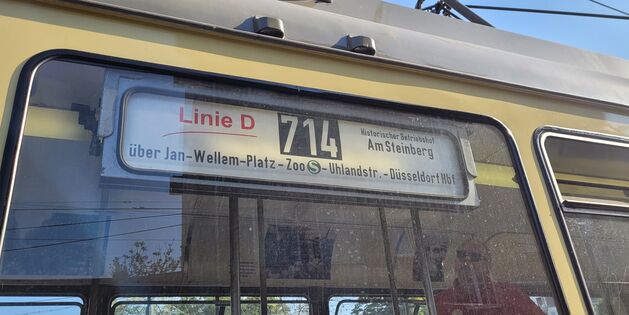 Linie D
714
Historischer Betriebshof
Am Steinberg
über Jan-Wellem-Platz-Zoo S-Uhlandstr.-Düsseldorf Hbf